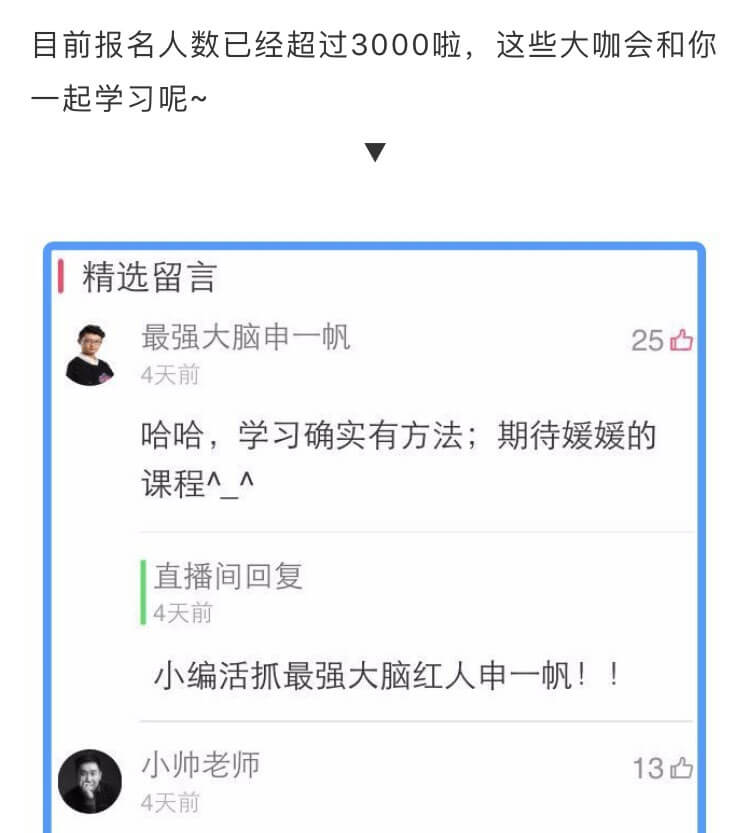 目前报名人数已经超过3000啦，这些大咖会和你
一起学习呢~
精选留言
最强大脑申一帆
25
4天前
哈哈，学习确实有方法；期待媛媛的
课程^_^
直播间回复
4天前
小编活抓最强大脑红人申一帆！！
小帅老师
13
4天前